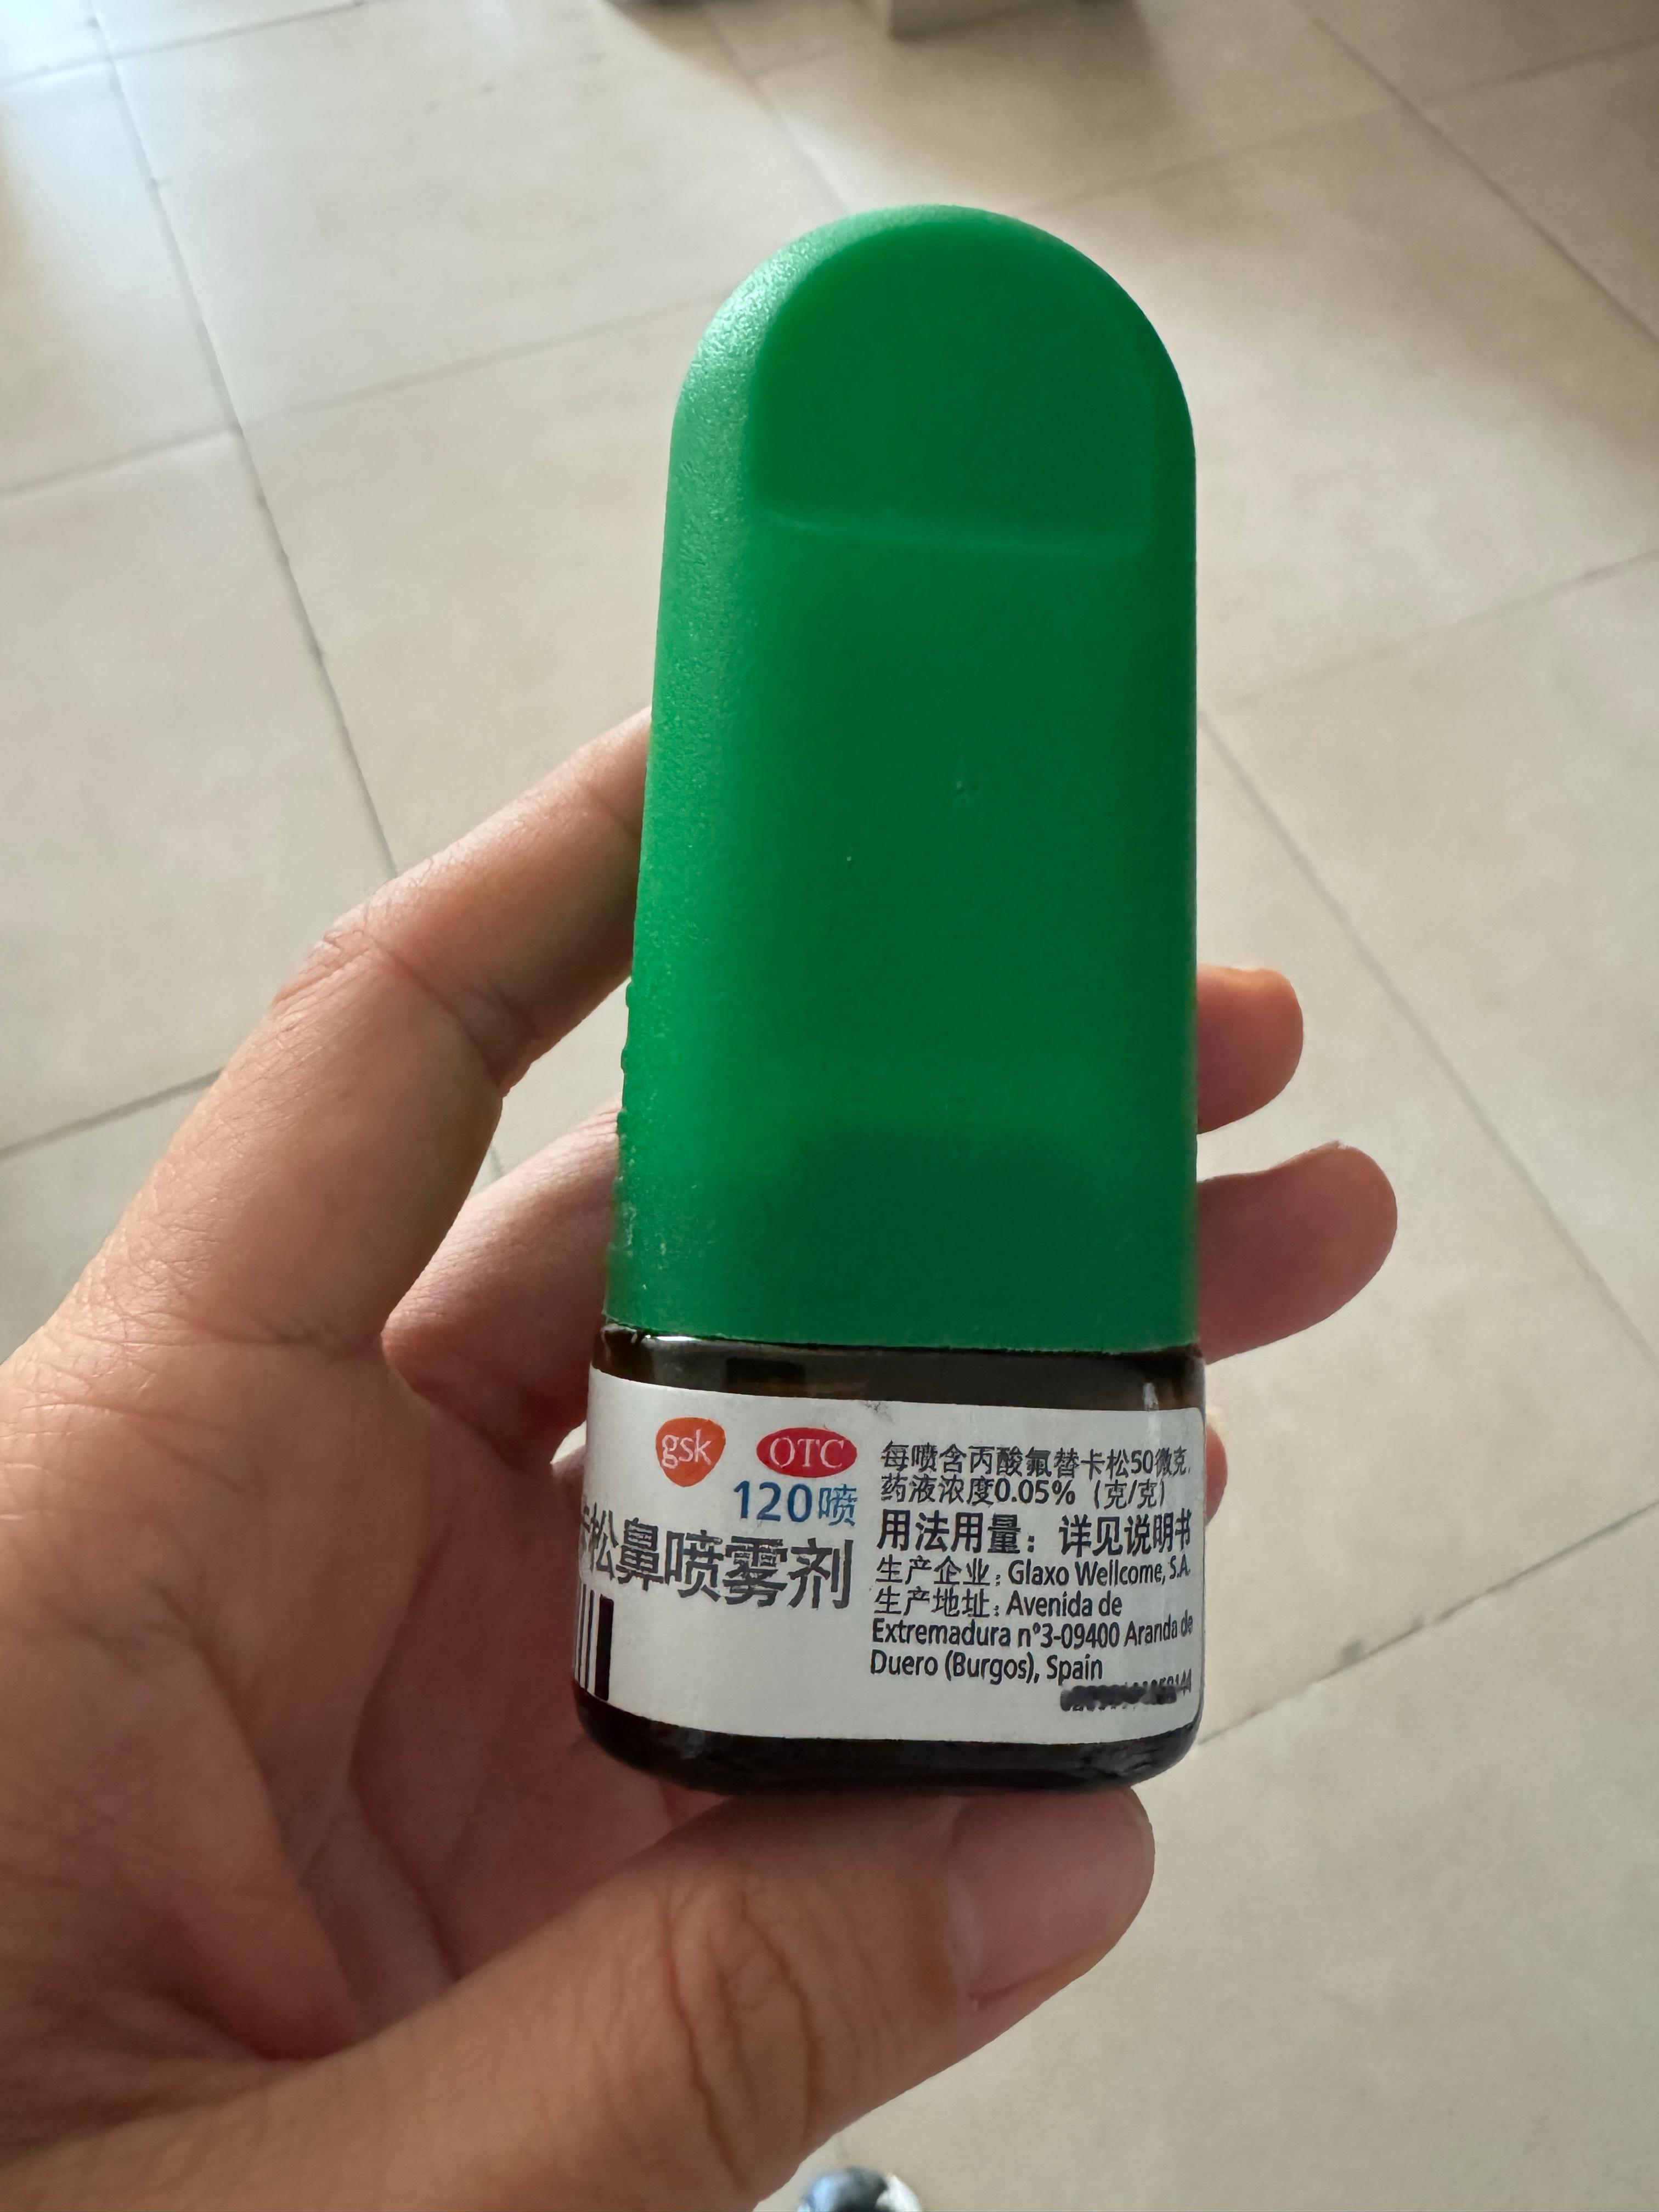 gsk OTC
120喷
卡松鼻喷雾剂
每喷含丙酸氟替卡松50微克,
药液浓度0.05% (克/克)
用法用量：详见说明书
生产企业：Glaxo Wellcome, S.A.
生产地址：Avenida de
Extremadura n°3-09400 Aranda de
Duero (Burgos), Spain